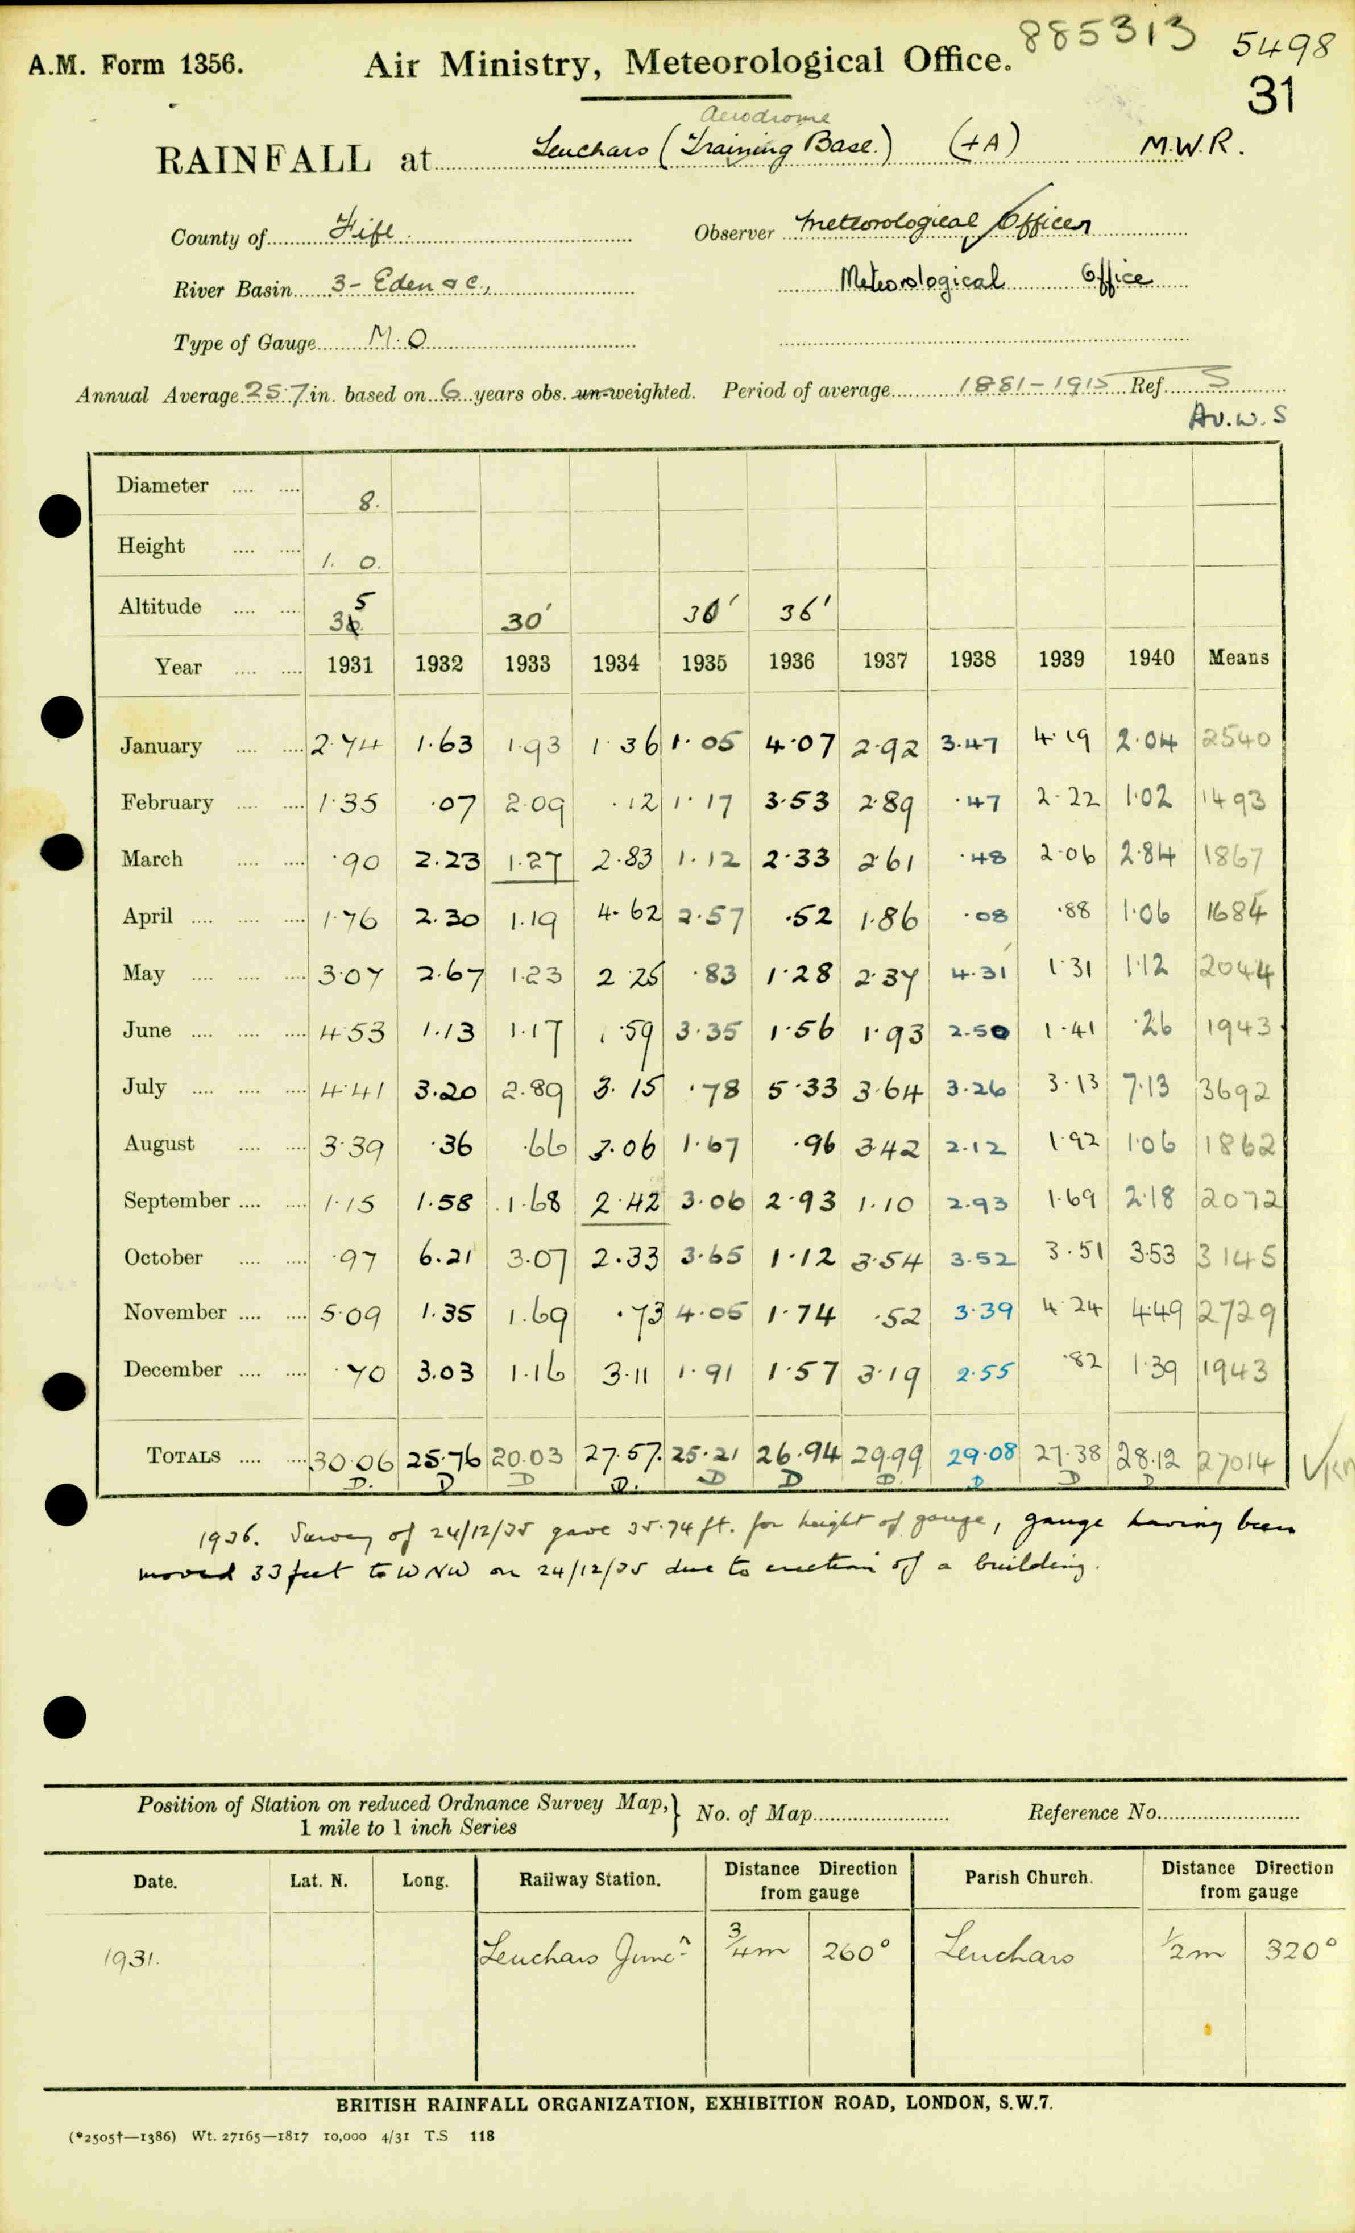 885313 5498
A.M. Form 1356. Air Ministry, Meteorological Office. 31
Aerodrome
RAINFALL at Leuchars (Training Base.) (+A) M.W.R.
County of Fife Observer Meteorological Officer
River Basin 3- Eden &c., Meteorological Office
Type of Gauge M.O
Annual Average 25.7 in. based on 6 years obs. un-weighted. Period of average 1881-1915 Ref. S
Av.w.S
Diameter .... .... 8.
Height .... .... 1. 0.
Altitude .... .... 35 30' 30' 36'
Year .... .... 1931 1932 1933 1934 1935 1936 1937 1938 1939 1940 Means
January .... .... 2.74 1.63 1.93 1.36 1.05 4.07 2.92 3.47 4.19 2.04 2540
February .... .... 1.35 .07 2.09 .12 1.17 3.53 2.89 .47 2.22 1.02 1493
March .... .... .90 2.23 1.27 2.83 1.12 2.33 2.61 .48 2.06 2.84 1867
April .... .... .... 1.76 2.30 1.19 4.62 2.57 .52 1.86 .08 .88 1.06 1684
May .... .... .... 3.07 2.67 1.23 2.25 .83 1.28 2.37 4.31 1.31 1.12 2044
June .... .... .... 4.53 1.13 1.17 1.59 3.35 1.56 1.93 2.50 1.41 .26 1943
July .... .... .... 4.41 3.20 2.89 3.15 .78 5.33 3.64 3.26 3.13 7.13 3692
August .... .... 3.39 .36 .66 3.06 1.67 .96 3.42 2.12 1.92 1.06 1862
September .... .... 1.15 1.58 1.68 2.42 3.06 2.93 1.10 2.93 1.69 2.18 2072
October .... .... .97 6.21 3.07 2.33 3.65 1.12 3.54 3.52 3.51 3.53 3145
November .... .... 5.09 1.35 1.69 .73 4.05 1.74 .52 3.39 4.24 4.49 2729
December .... .... .70 3.03 1.16 3.11 1.91 1.57 3.19 2.55 .82 1.39 1943
TOTALS .... .... 30.06 25.76 20.03 27.57 25.21 26.94 29.99 29.08 27.38 28.12 27014
D. D D D. D D D. D D D
1936. Survey of 24/12/35 gave 35.74 ft. for height of gauge, gauge having been
moved 33 feet to WNW on 24/12/35 due to erection of a building.
Position of Station on reduced Ordnance Survey Map,} No. of Map Reference No.
1 mile to 1 inch Series
Date. Lat. N. Long. Railway Station. Distance Direction from gauge Parish Church. Distance Direction from gauge
1931. Leuchars Juncn 3/4m 260° Leuchars 1/2m 320°
BRITISH RAINFALL ORGANIZATION, EXHIBITION ROAD, LONDON, S.W.7.
(*2505†—1386) Wt. 27165—1817 10,000 4/31 T.S 118